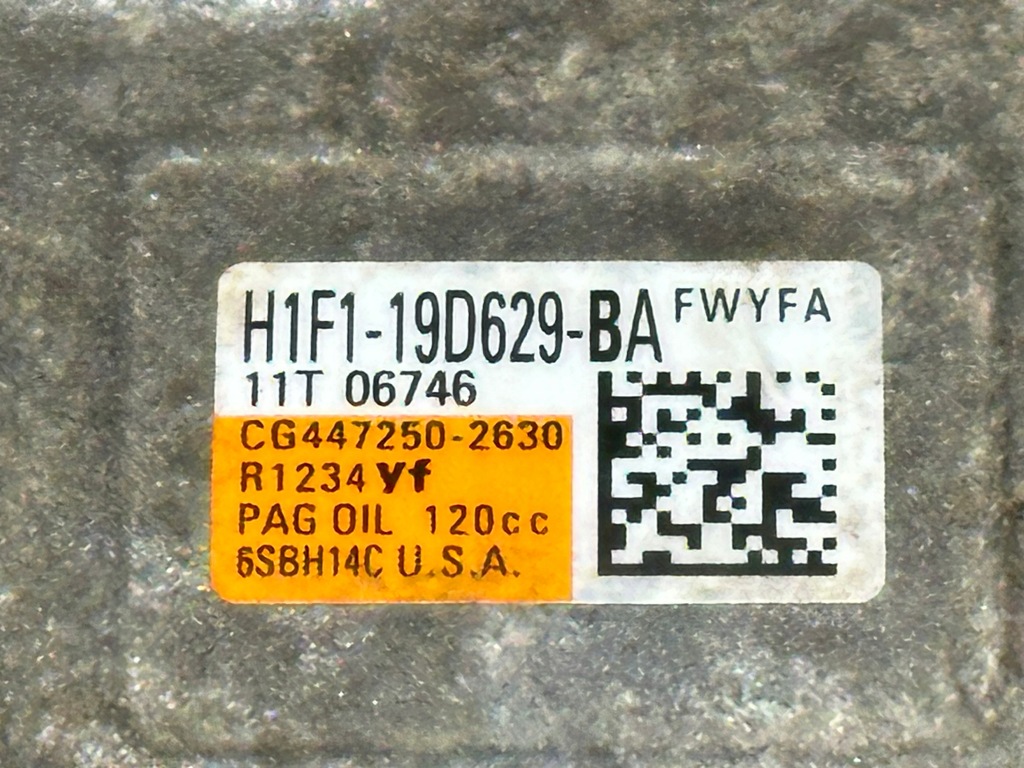 H1F1-19D629-BA FWYFA
11T 06746
CG447250-2630
R1234yf
PAG OIL 120cc
6SBH14C U.S.A.